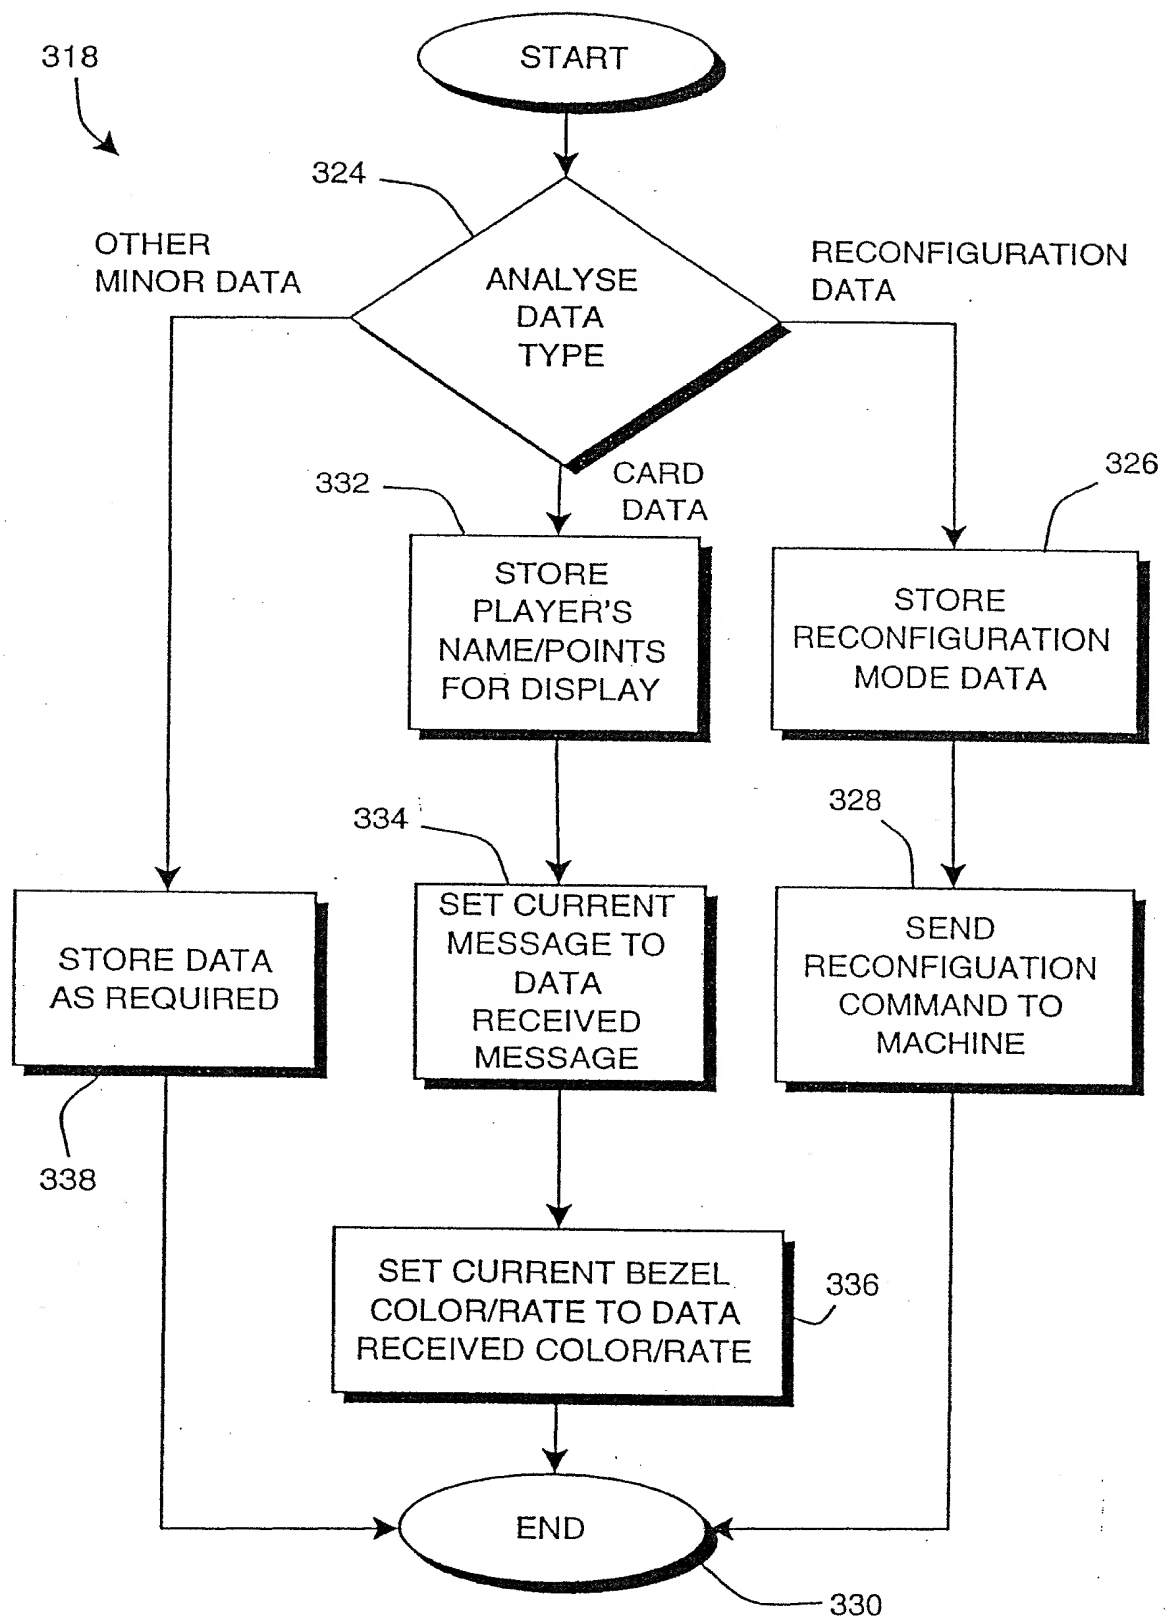 START
318
324
OTHER
MINOR DATA
ANALYSE
DATA
TYPE
RECONFIGURATION
DATA
332
CARD
DATA
326
STORE
PLAYER'S
NAME/POINTS
FOR DISPLAY
STORE
RECONFIGURATION
MODE DATA
334
328
STORE DATA
AS REQUIRED
SET CURRENT
MESSAGE TO
DATA
RECEIVED
MESSAGE
SEND
RECONFIGUATION
COMMAND TO
MACHINE
338
SET CURRENT BEZEL
COLOR/RATE TO DATA
RECEIVED COLOR/RATE
336
END
330